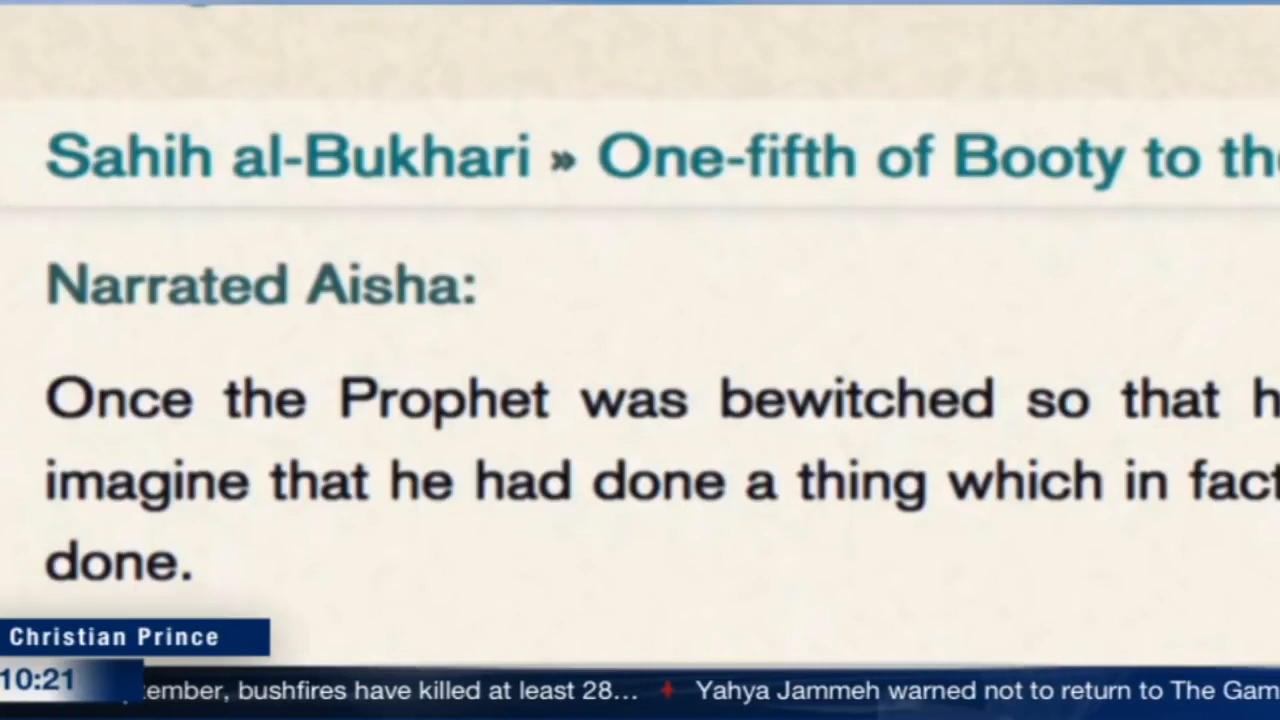 Sahih al-Bukhari » One-fifth of Booty to
Narrated Aisha:
Once the Prophet was bewitched so that
imagine that he had done a thing which in fact
done.
Christian Prince
10:21
ember, bushfires have killed at least 28... ♦ Yahya Jammeh warned not to return to The Gam